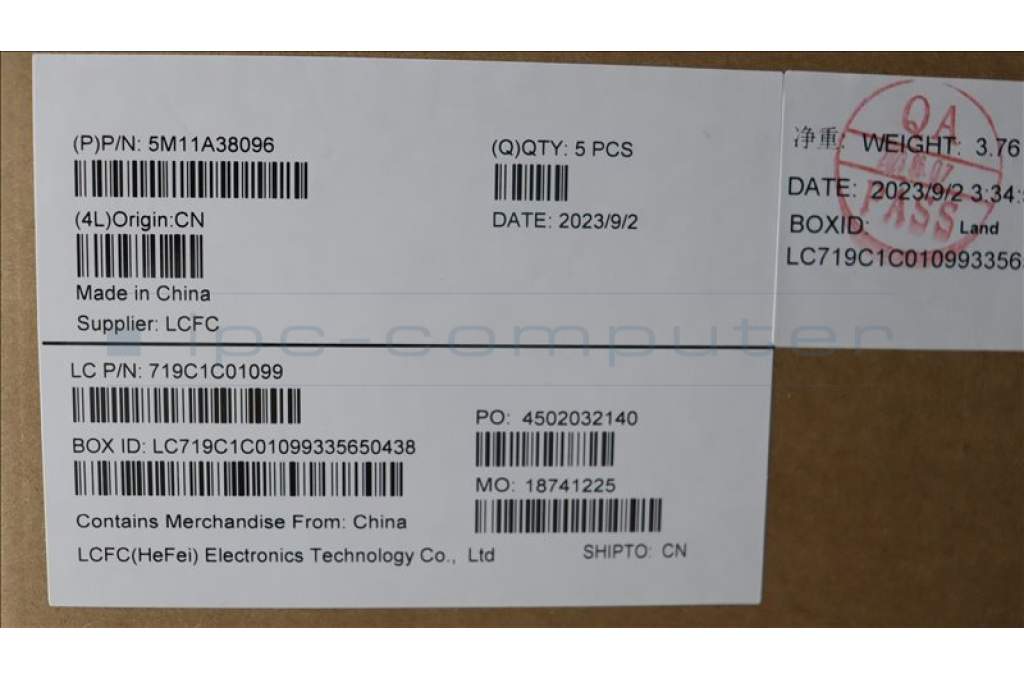 (P)P/N: 5M11A38096
(Q)QTY: 5 PCS
(4L)Origin:CN
DATE: 2023/9/2
Made in China
Supplier: LCFC
净重: WEIGHT: 3.76
DATE: 2023/9/2 3:34:
BOXID: Land
LC719C1C010993356
QA
PASS
ipc-computer
LC P/N: 719C1C01099
PO: 4502032140
BOX ID: LC719C1C01099335650438
MO: 18741225
Contains Merchandise From: China
LCFC(HeFei) Electronics Technology Co., Ltd
SHIPTO: CN